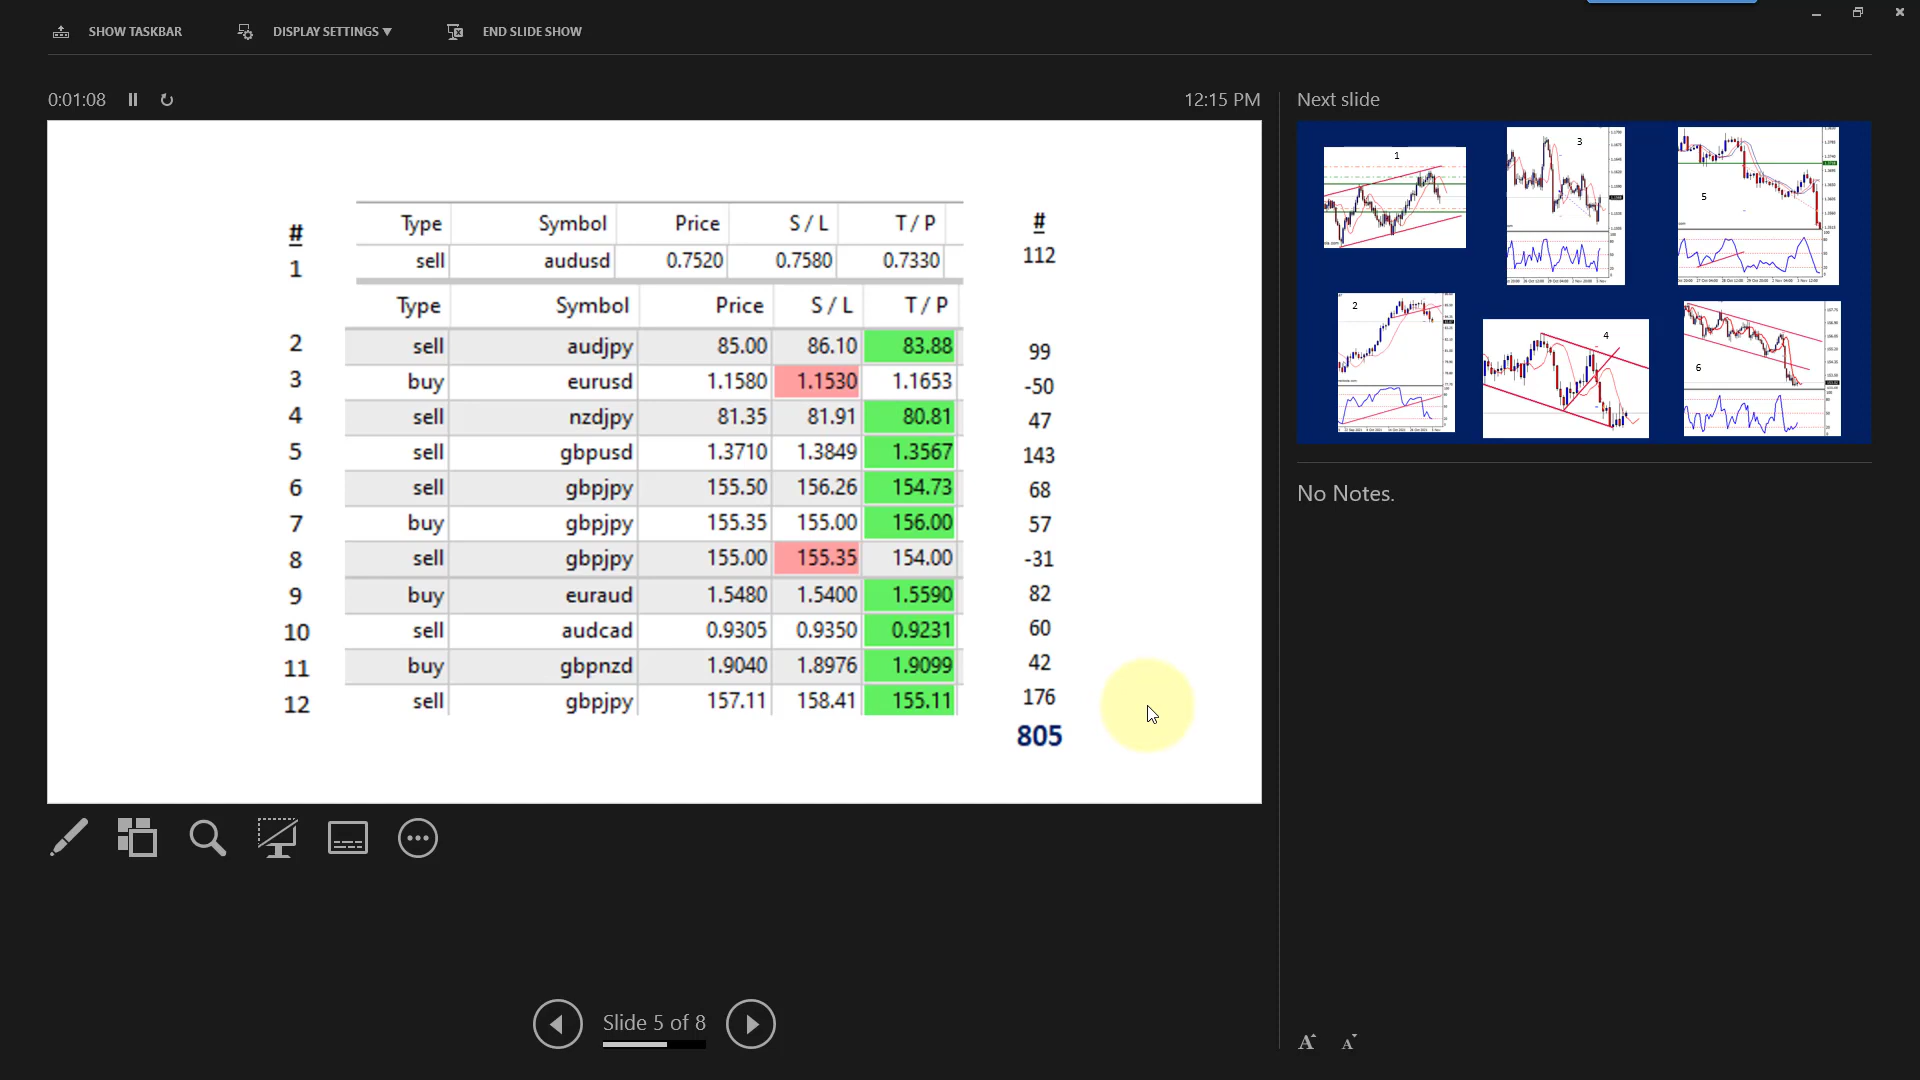 SHOW TASKBAR DISPLAY SETTINGS ▾ END SLIDE SHOW
0:01:08 12:15 PM Next slide
# Type Symbol Price S / L T / P #
1 sell audusd 0.7520 0.7580 0.7330 112
Type Symbol Price S / L T / P
2 sell audjpy 85.00 86.10 83.88 99
3 buy eurusd 1.1580 1.1530 1.1653 -50
4 sell nzdjpy 81.35 81.91 80.81 47
5 sell gbpusd 1.3710 1.3849 1.3567 143
6 sell gbpjpy 155.50 156.26 154.73 68
7 buy gbpjpy 155.35 155.00 156.00 57
8 sell gbpjpy 155.00 155.35 154.00 -31
9 buy euraud 1.5480 1.5400 1.5590 82
10 sell audcad 0.9305 0.9350 0.9231 60
11 buy gbpnzd 1.9040 1.8976 1.9099 42
12 sell gbpjpy 157.11 158.41 155.11 176
805
1
3
5
2
4
6
No Notes.
Slide 5 of 8
A A